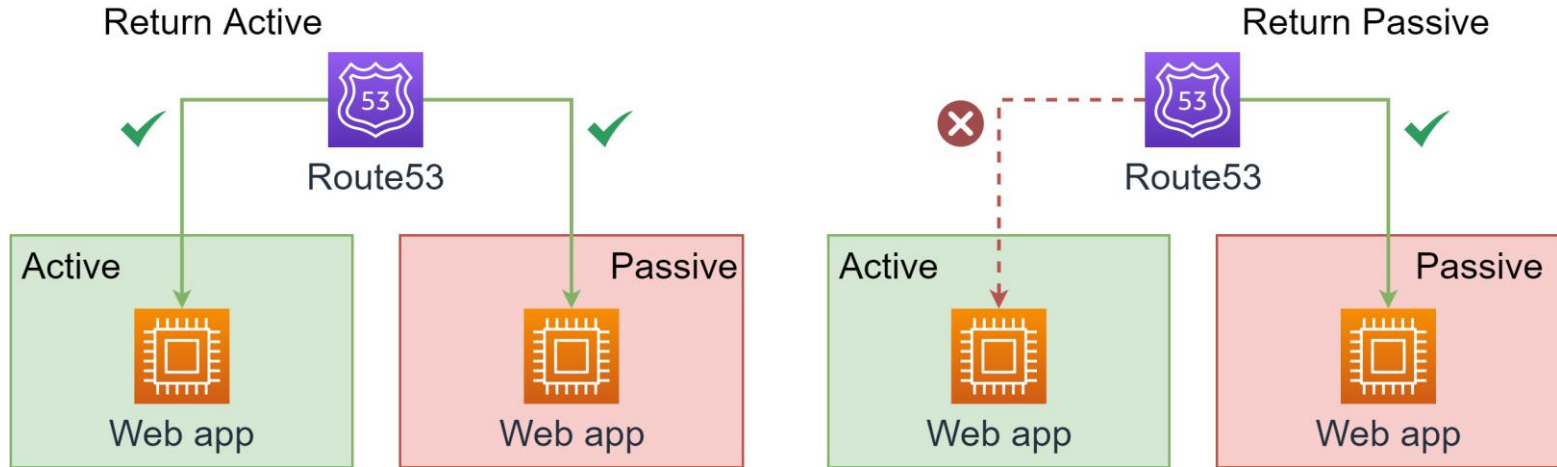 Return Active
53
Route53
Active
Passive
Web app
Web app
Return Passive
53
Route53
Active
Passive
Web app
Web app